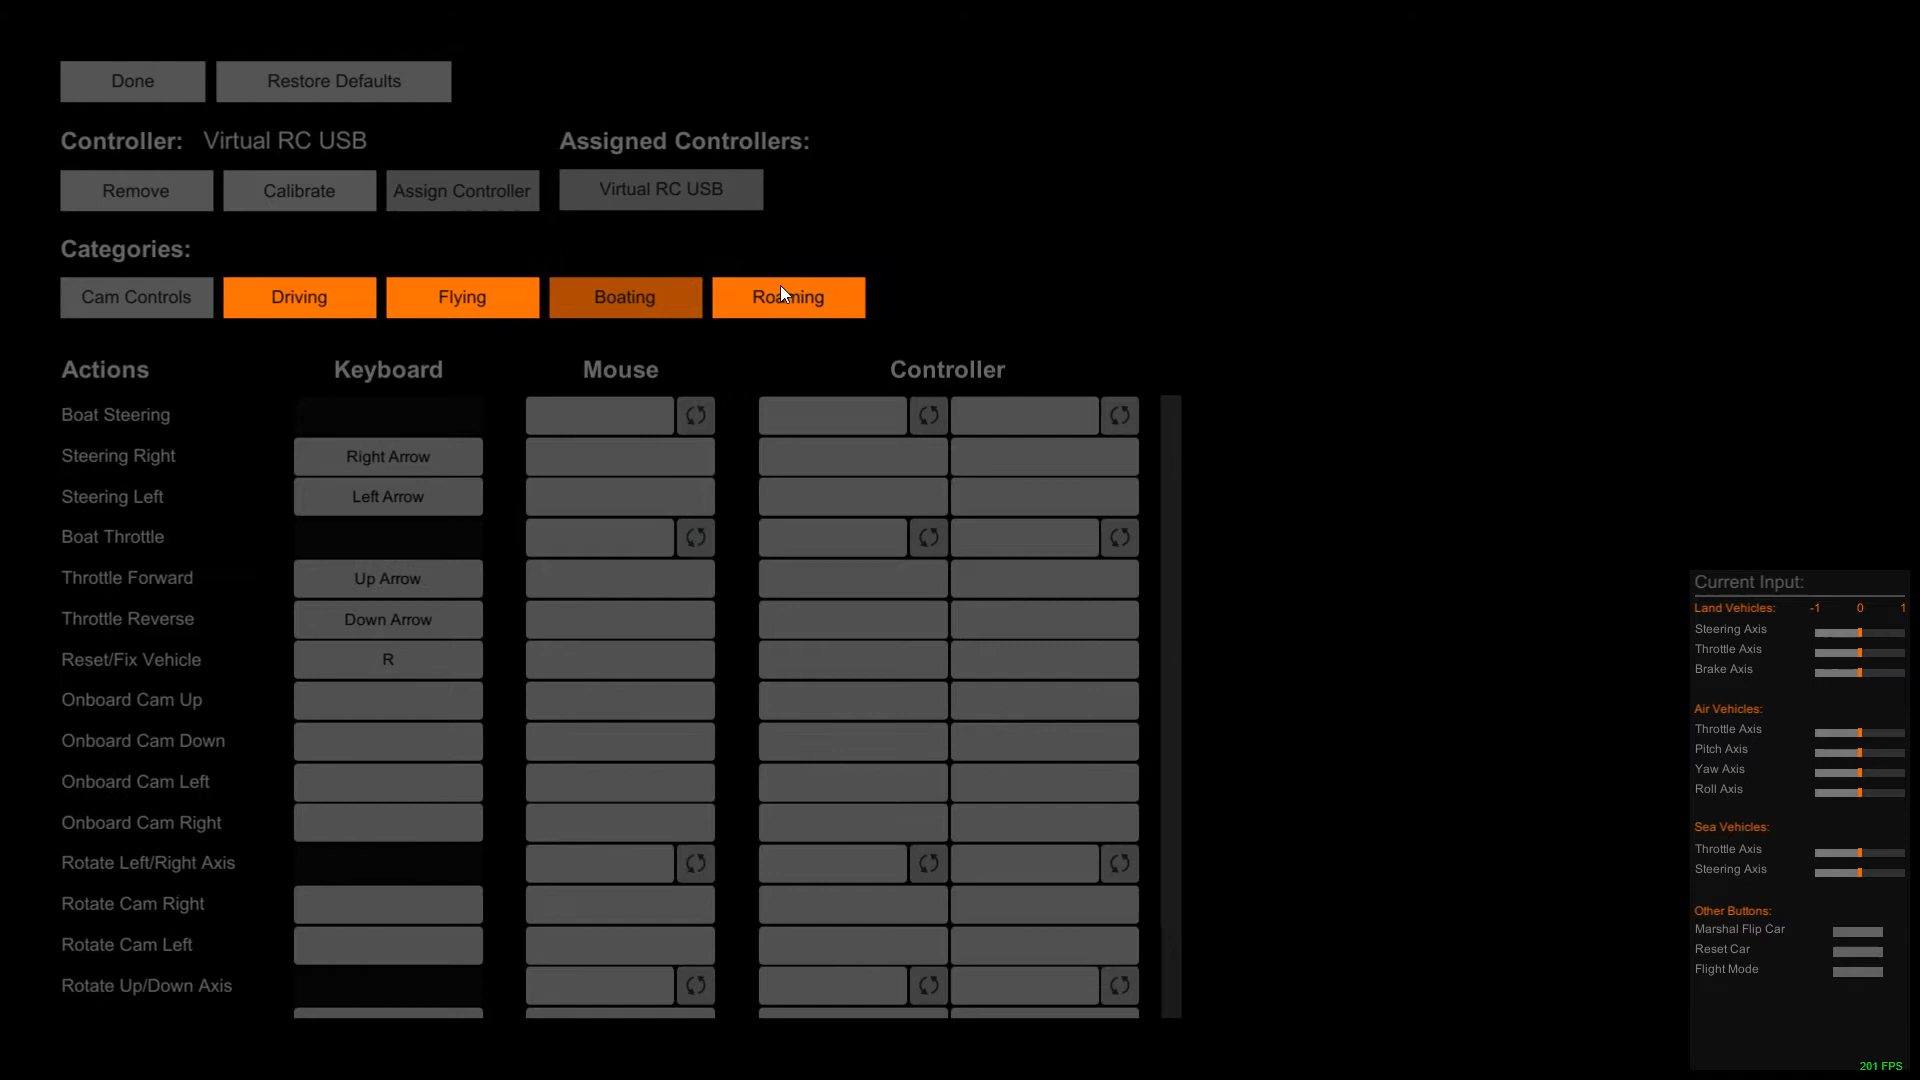 Done Restore Defaults
Controller: Virtual RC USB Assigned Controllers:
Remove Calibrate Assign Controller Virtual RC USB
Categories:
Cam Controls Driving Flying Boating Roaming
Actions Keyboard Mouse Controller
Boat Steering
Steering Right Right Arrow
Steering Left Left Arrow
Boat Throttle
Throttle Forward Up Arrow
Throttle Reverse Down Arrow
Reset/Fix Vehicle R
Onboard Cam Up
Onboard Cam Down
Onboard Cam Left
Onboard Cam Right
Rotate Left/Right Axis
Rotate Cam Right
Rotate Cam Left
Rotate Up/Down Axis
Current Input:
Land Vehicles: -1 0 1
Steering Axis
Throttle Axis
Brake Axis
Air Vehicles:
Throttle Axis
Pitch Axis
Yaw Axis
Roll Axis
Sea Vehicles:
Throttle Axis
Steering Axis
Other Buttons:
Marshal Flip Car
Reset Car
Flight Mode
201 FPS